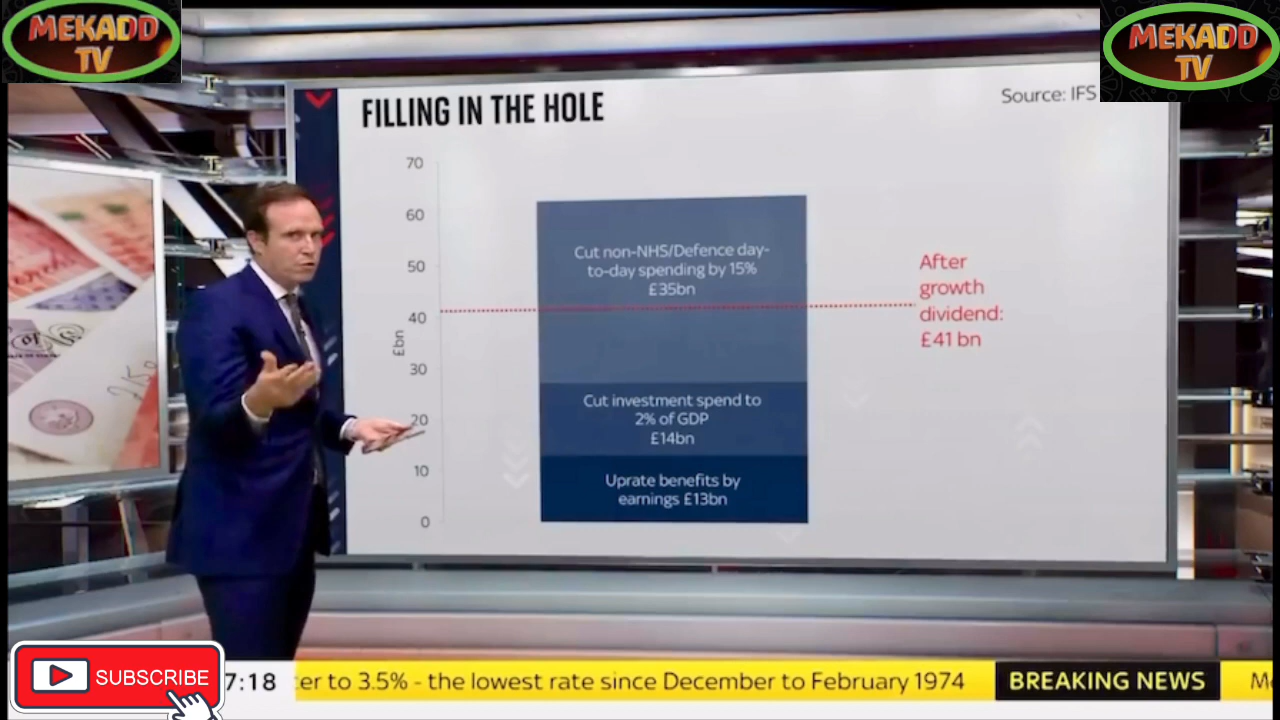 MEKADD
TV
MEKADD
TV
FILLING IN THE HOLE
Source: IFS
70
60
50
40
30
20
10
0
£bn
Cut non-NHS/Defence day-
to-day spending by 15%
£35bn
Cut investment spend to
2% of GDP
£14bn
Uprate benefits by
earnings £13bn
After
growth
dividend:
£41 bn
SUBSCRIBE
7:18
to 3.5% - the lowest rate since December to February 1974
BREAKING NEWS